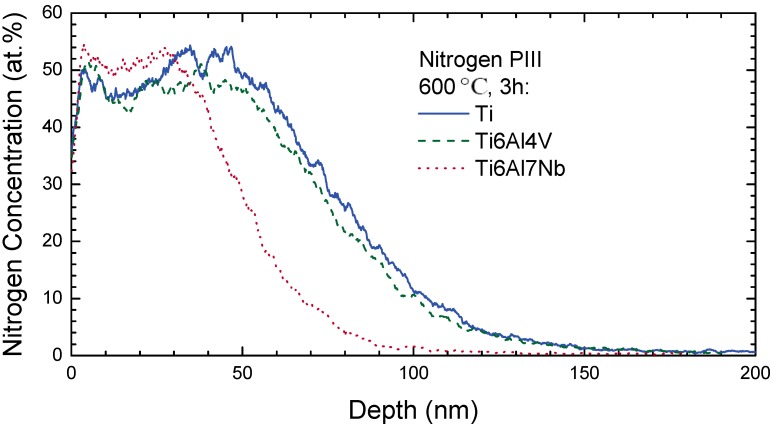 Nitrogen Concentration (at.%)
60
50
40
30
20
10
0
Nitrogen PIII
600 °C, 3h:
Ti
Ti6Al4V
Ti6Al7Nb
0 50 100 150 200
Depth (nm)